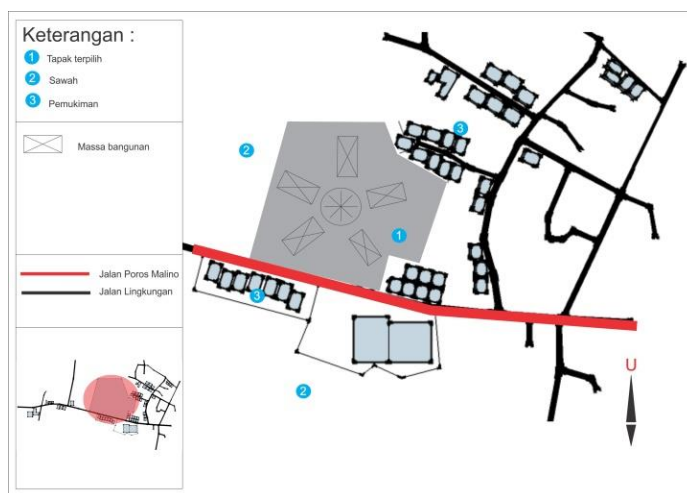 Keterangan :
1 Tapak terpilih
2 Sawah
3 Pemukiman
Massa bangunan
Jalan Poros Malino
Jalan Lingkungan
2
3
1
3
2
U